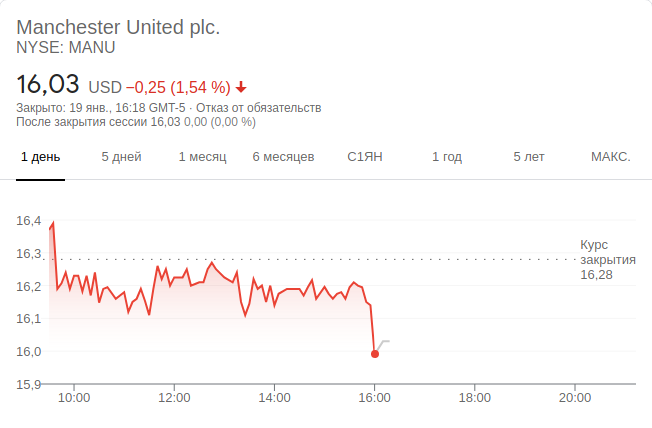 Manchester United plc.
NYSE: MANU
16,03 USD −0,25 (1,54 %)
Закрыто: 19 янв., 16:18 GMT-5 · Отказ от обязательств
После закрытия сессии 16,03 0,00 (0,00 %)
1 день 5 дней 1 месяц 6 месяцев С1ЯН 1 год 5 лет МАКС.
16,4
16,3
16,2
16,1
16,0
15,9
Курс
закрытия
16,28
10:00 12:00 14:00 16:00 18:00 20:00